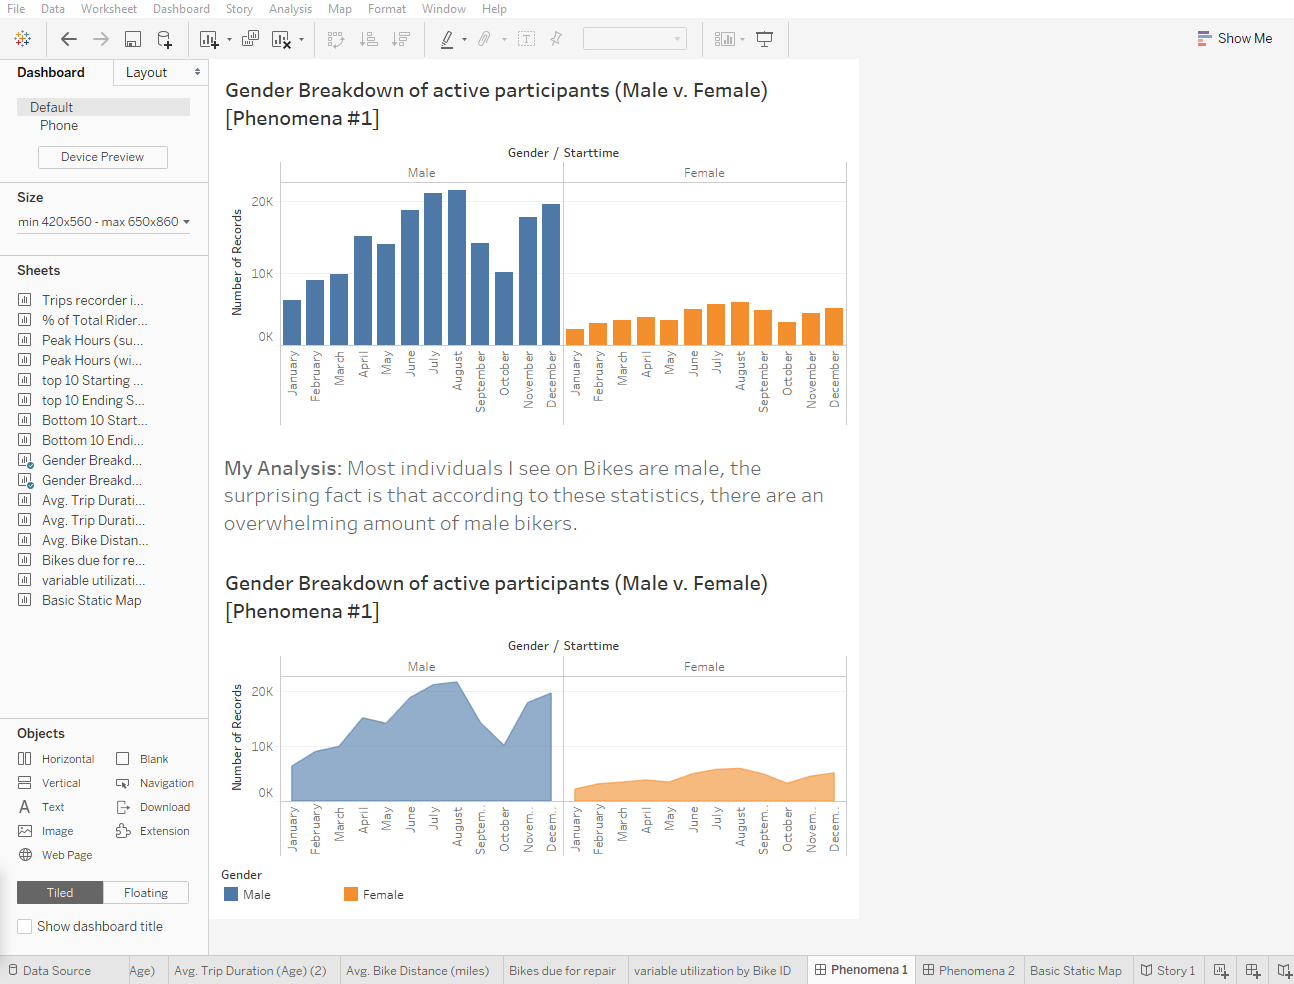 File Data Worksheet Dashboard Story Analysis Map Format Window Help
Show Me
Dashboard Layout
Default
Phone
Device Preview
Size
min 420x560 - max 650x860
Sheets
Trips recorder i...
% of Total Rider...
Peak Hours (su...
Peak Hours (wi...
top 10 Starting ...
top 10 Ending S...
Bottom 10 Start...
Bottom 10 Endi...
Gender Breakd...
Gender Breakd...
Avg. Trip Durati...
Avg. Trip Durati...
Avg. Bike Distan...
Bikes due for re...
variable utilizati...
Basic Static Map
Objects
Horizontal Blank
Vertical Navigation
Text Download
Image Extension
Web Page
Tiled Floating
Show dashboard title
Gender Breakdown of active participants (Male v. Female)
[Phenomena #1]
Gender / Starttime
Male Female
Number of Records
20K
10K
0K
January February March April May June July August September October November December January February March April May June July August September October November December
My Analysis: Most individuals I see on Bikes are male, the
surprising fact is that according to these statistics, there are an
overwhelming amount of male bikers.
Gender Breakdown of active participants (Male v. Female)
[Phenomena #1]
Gender / Starttime
Male Female
Number of Records
20K
10K
0K
January February March April May June July August Septem.. October Novem.. Decem.. January February March April May June July August Septem.. October Novem.. Decem..
Gender
Male Female
Data Source Age) Avg. Trip Duration (Age) (2) Avg. Bike Distance (miles) Bikes due for repair variable utilization by Bike ID Phenomena 1 Phenomena 2 Basic Static Map Story 1